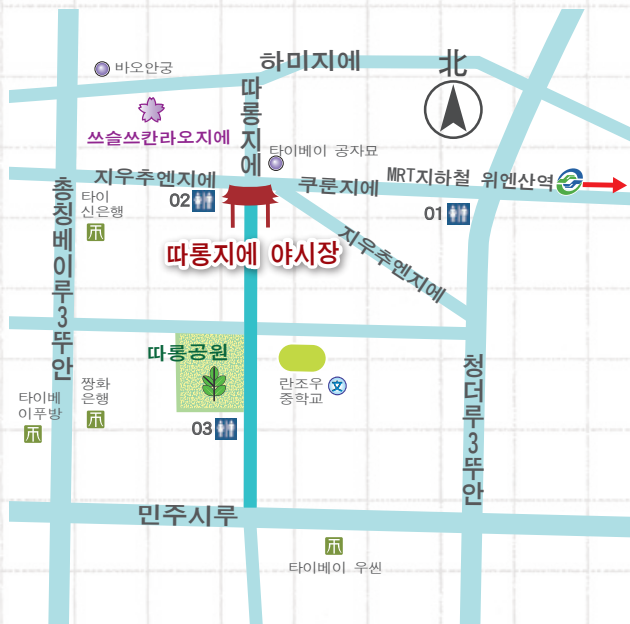 北
하미지에
바오안궁
따롱지에
쓰슬쓰칸라오지에
타이베이 공자묘
지우추엔지에
쿠룬지에
MRT지하철 위엔산역
02
01
타이
신은행
총칭베이루3뚜안
따롱지에 야시장
지우추엔지에
따롱공원
란조우
중학교
文
청더루3뚜안
타이베
이푸방
짱화
은행
03
민주시루
타이베이 우씬